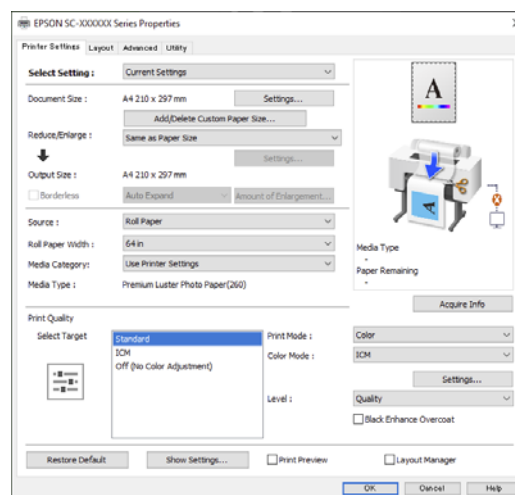 EPSON SC-XXXXXX Series Properties
Printer Settings Layout Advanced Utility
Select Setting : Current Settings
Document Size : A4 210 x 297 mm Settings...
Add/Delete Custom Paper Size...
Reduce/Enlarge : Same as Paper Size
Settings...
Output Size : A4 210 x 297 mm
Borderless Auto Expand Amount of Enlargement...
Source : Roll Paper
Roll Paper Width : 64 in
Media Category: Use Printer Settings
Media Type : Premium Luster Photo Paper(260)
A
A
Media Type
-
Paper Remaining
-
Acquire Info
Print Quality
Select Target
Standard
ICM
Off (No Color Adjustment)
Print Mode : Color
Color Mode : ICM
Settings...
Level : Quality
Black Enhance Overcoat
Restore Default Show Settings... Print Preview Layout Manager
OK Cancel Help